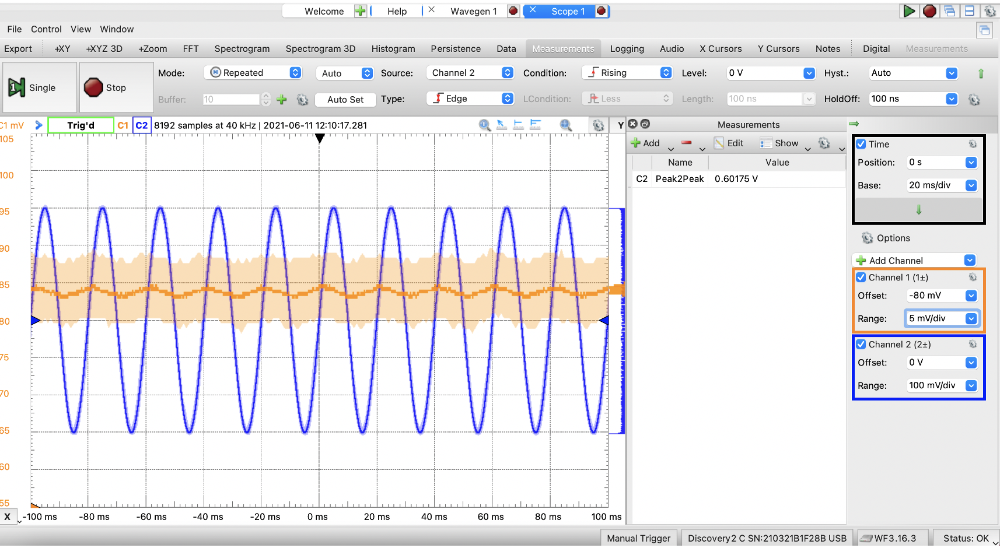 Welcome Help Wavegen 1 Scope 1
File Control View Window
Export +XY +XYZ 3D +Zoom FFT Spectrogram Spectrogram 3D Histogram Persistence Data Measurements Logging Audio X Cursors Y Cursors Notes Digital Measurements
Single Stop Mode: Repeated Auto Source: Channel 2 Condition: Rising Level: 0 V Hyst.: Auto
Buffer: 10 Auto Set Type: Edge LCondition: Less Length: 100 ns HoldOff: 100 ns
C1 mV Trig'd C1 C2 8192 samples at 40 kHz | 2021-06-11 12:10:17.281 Y
105
100
95
90
85
80
75
70
65
60
55
X -100 ms -80 ms -60 ms -40 ms -20 ms 0 ms 20 ms 40 ms 60 ms 80 ms 100 ms
Measurements
Add Edit Show
Name Value
C2 Peak2Peak 0.60175 V
Time
Position: 0 s
Base: 20 ms/div
Options
Add Channel
Channel 1 (1±)
Offset: -80 mV
Range: 5 mV/div
Channel 2 (2±)
Offset: 0 V
Range: 100 mV/div
Manual Trigger Discovery2 C SN:210321B1F28B USB WF3.16.3 Status: OK